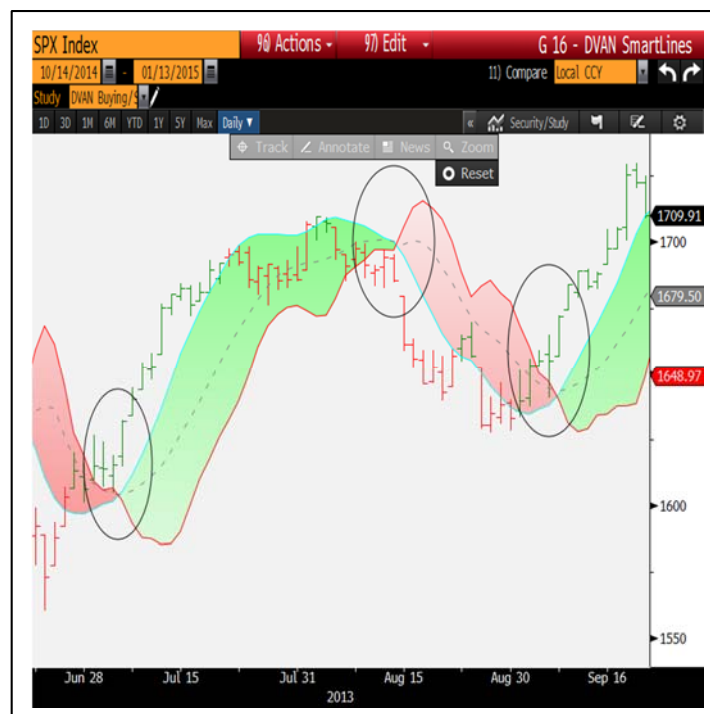 SPX Index 96) Actions 97) Edit G 16 - DVAN SmartLines
10/14/2014 - 01/13/2015 11) Compare Local CCY
Study DVAN Buying/S
1D 3D 1M 6M YTD 1Y 5Y Max Daily ▼ « Security/Study
Track Annotate News Zoom
Reset
1709.91
1700
1679.50
1648.97
1600
1550
Jun 28 Jul 15 Jul 31 Aug 15 Aug 30 Sep 16
2013